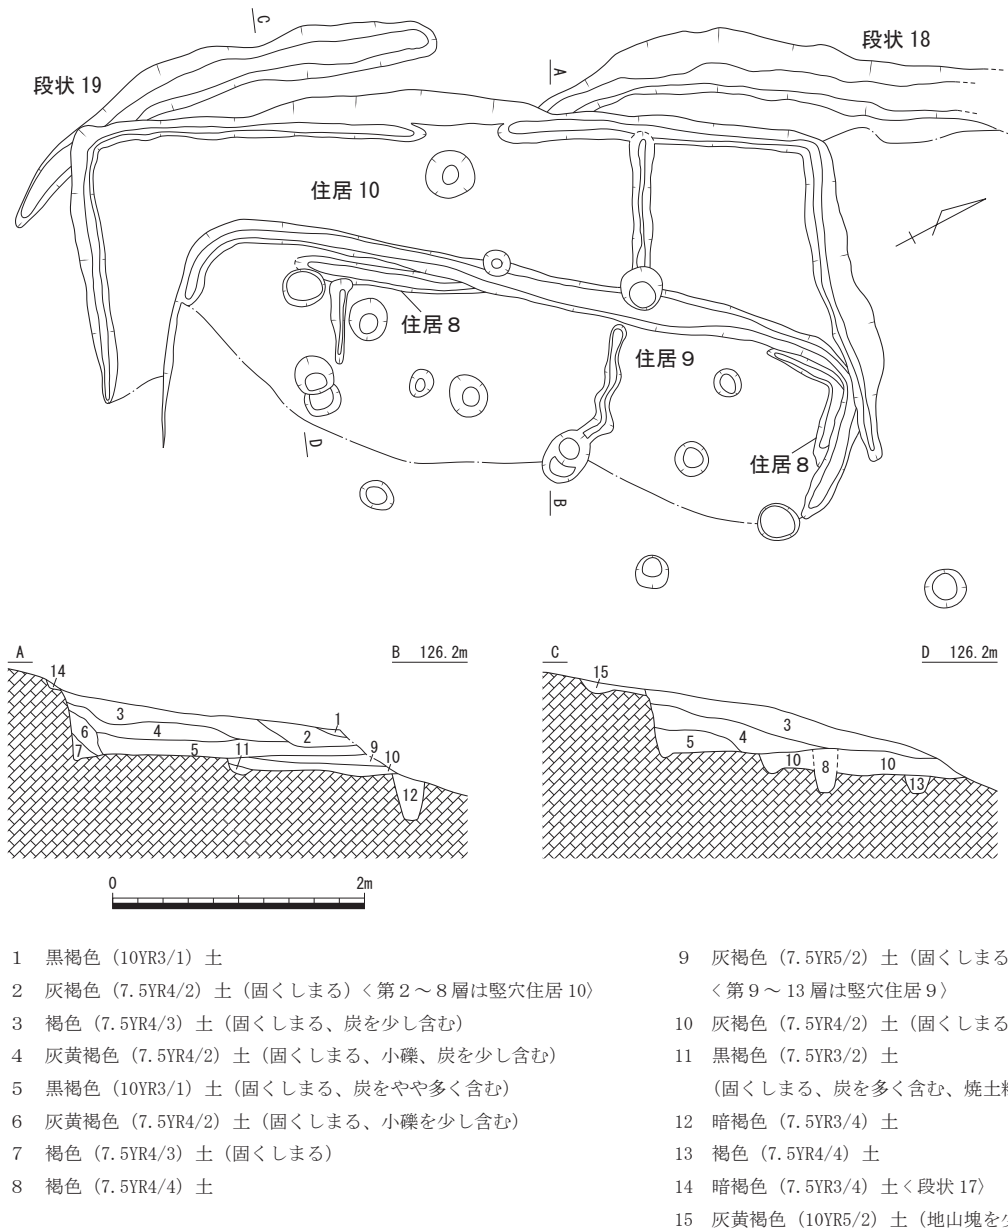 C
段状 18
段状 19
A
住居 10
住居 8
住居 9
住居 8
D
B
A
B 126.2m
C
D 126.2m
14
3
6
4
7
5
11
2
1
9
10
12
15
3
4
5
10
8
10
13
0
2m
1 黒褐色（10YR3/1）土
2 灰褐色（7.5YR4/2）土（固くしまる）〈第２～８層は竪穴住居 10〉
3 褐色（7.5YR4/3）土（固くしまる、炭を少し含む）
4 灰黄褐色（7.5YR4/2）土（固くしまる、小礫、炭を少し含む）
5 黒褐色（10YR3/1）土（固くしまる、炭をやや多く含む）
6 灰黄褐色（7.5YR4/2）土（固くしまる、小礫を少し含む）
7 褐色（7.5YR4/3）土（固くしまる）
8 褐色（7.5YR4/4）土
9 灰褐色（7.5YR5/2）土（固くしまる
〈第９～ 13 層は竪穴住居９〉
10 灰褐色（7.5YR4/2）土（固くしまる
11 黒褐色（7.5YR3/2）土
（固くしまる、炭を多く含む、焼土
12 暗褐色（7.5YR3/4）土
13 褐色（7.5YR4/4）土
14 暗褐色（7.5YR3/4）土〈段状 17〉
15 灰黄褐色（10YR5/2）土（地山塊を